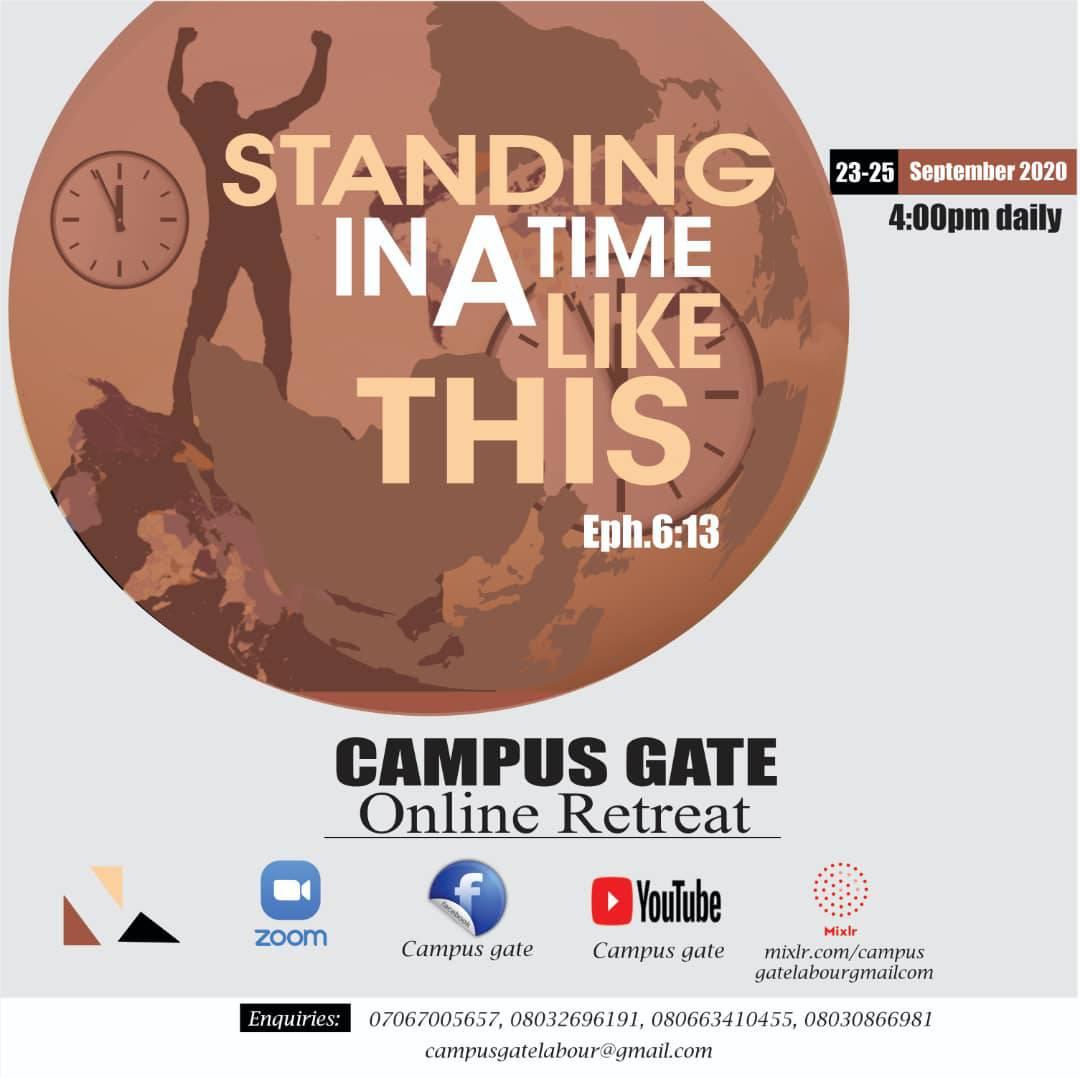 STANDING
IN A TIME
LIKE
THIS
Eph.6:13
23-25 September 2020
4:00pm daily
CAMPUS GATE
Online Retreat
zoom
facebook
Campus gate
YouTube
Campus gate
Mixlr
mixlr.com/campus
gatelabourgmailcom
Enquiries: 07067005657, 08032696191, 080663410455, 08030866981
campusgatelabour@gmail.com